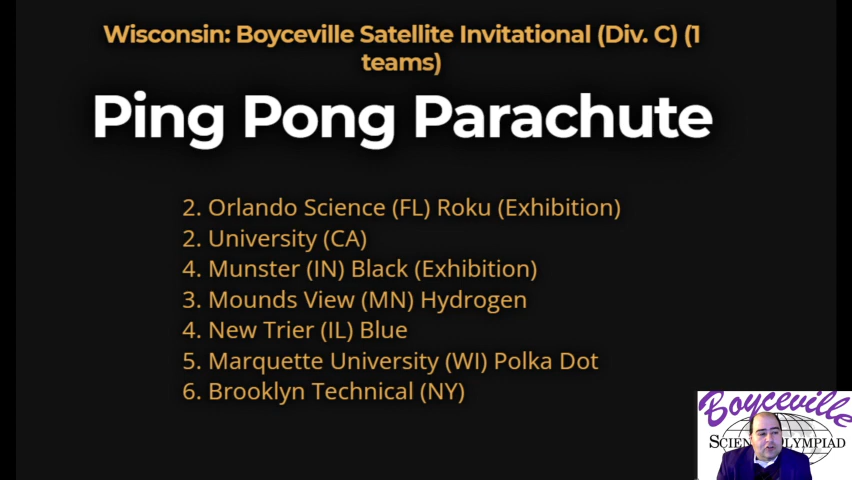 Wisconsin: Boyceville Satellite Invitational (Div. C) (1
teams)
Ping Pong Parachute
2. Orlando Science (FL) Roku (Exhibition)
2. University (CA)
4. Munster (IN) Black (Exhibition)
3. Mounds View (MN) Hydrogen
4. New Trier (IL) Blue
5. Marquette University (WI) Polka Dot
6. Brooklyn Technical (NY)
Boyceville